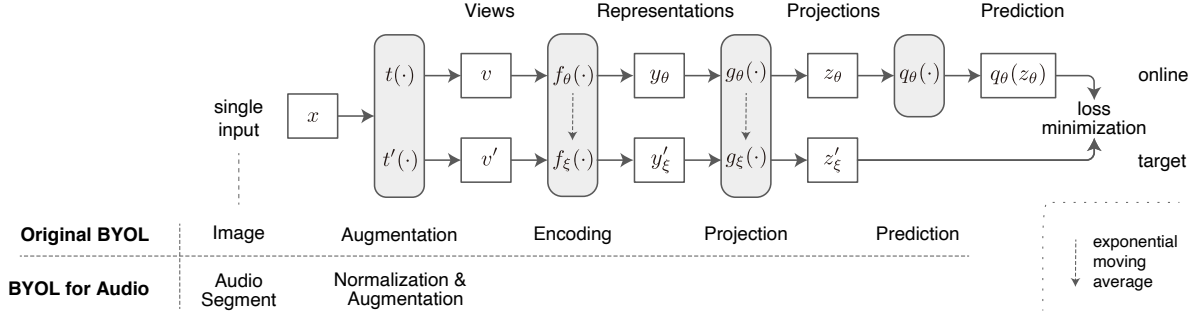 Views Representations Projections Prediction
t(·) v f_θ(·) y_θ g_θ(·) z_θ q_θ(·) q_θ(z_θ) online
single
input
x
loss
minimization
t′(·) v′ f_ξ(·) y′_ξ g_ξ(·) z′_ξ target
Original BYOL Image Augmentation Encoding Projection Prediction
BYOL for Audio Audio
Segment
Normalization &
Augmentation
exponential
moving
average